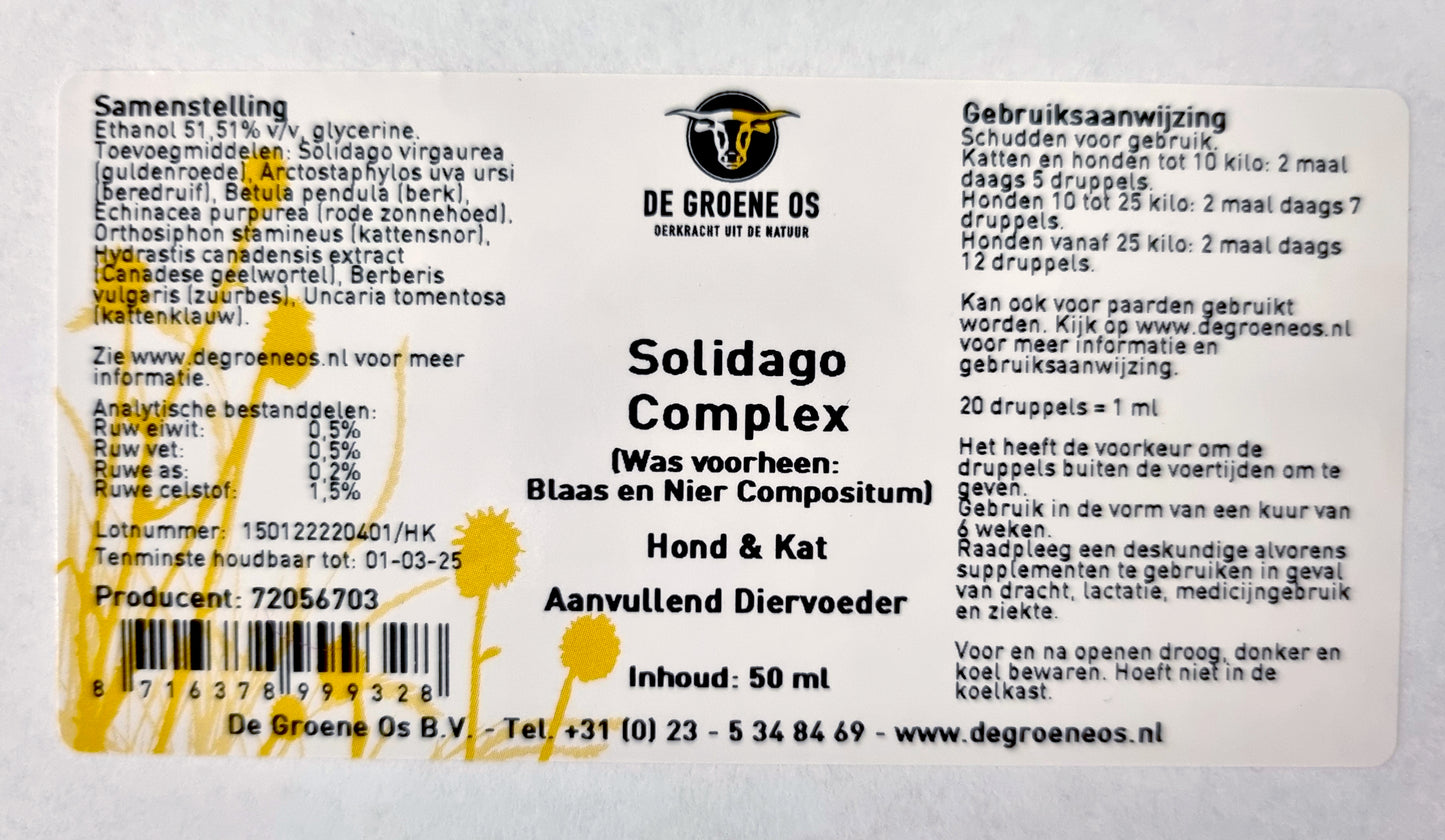 Samenstelling
Ethanol 51,51% v/v, glycerine.
Toevoegmiddelen: Solidago virgaurea
(guldenroede), Arctostaphylos uva ursi
(beredruif), Betula pendula (berk),
Echinacea purpurea (rode zonnehoed),
Orthosiphon stamineus (kattensnor),
Hydrastis canadensis extract
(Canadese geelwortel), Berberis
vulgaris (zuurbes), Uncaria tomentosa
(kattenklauw).
Zie www.degroeneos.nl voor meer
informatie.
Analytische bestanddelen:
Ruw eiwit: 0,5%
Ruw vet: 0,5%
Ruwe as: 0,2%
Ruwe celstof: 1,5%
Lotnummer: 150122220401/HK
Tenminste houdbaar tot: 01-03-25
Producent: 72056703
8 716378 999328
DE GROENE OS
OERKRACHT UIT DE NATUUR
Solidago
Complex
(Was voorheen:
Blaas en Nier Compositum)
Hond & Kat
Aanvullend Diervoeder
Inhoud: 50 ml
Gebruiksaanwijzing
Schudden voor gebruik.
Katten en honden tot 10 kilo: 2 maal
daags 5 druppels.
Honden 10 tot 25 kilo: 2 maal daags 7
druppels.
Honden vanaf 25 kilo: 2 maal daags
12 druppels.
Kan ook voor paarden gebruikt
worden. Kijk op www.degroeneos.nl
voor meer informatie en
gebruiksaanwijzing.
20 druppels = 1 ml
Het heeft de voorkeur om de
druppels buiten de voertijden om te
geven.
Gebruik in de vorm van een kuur van
6 weken.
Raadpleeg een deskundige alvorens
supplementen te gebruiken in geval
van dracht, lactatie, medicijngebruik
en ziekte.
Voor en na openen droog, donker en
koel bewaren. Hoeft niet in de
koelkast.
De Groene Os B.V. - Tel. +31 (0) 23 - 5 34 84 69 - www.degroeneos.nl